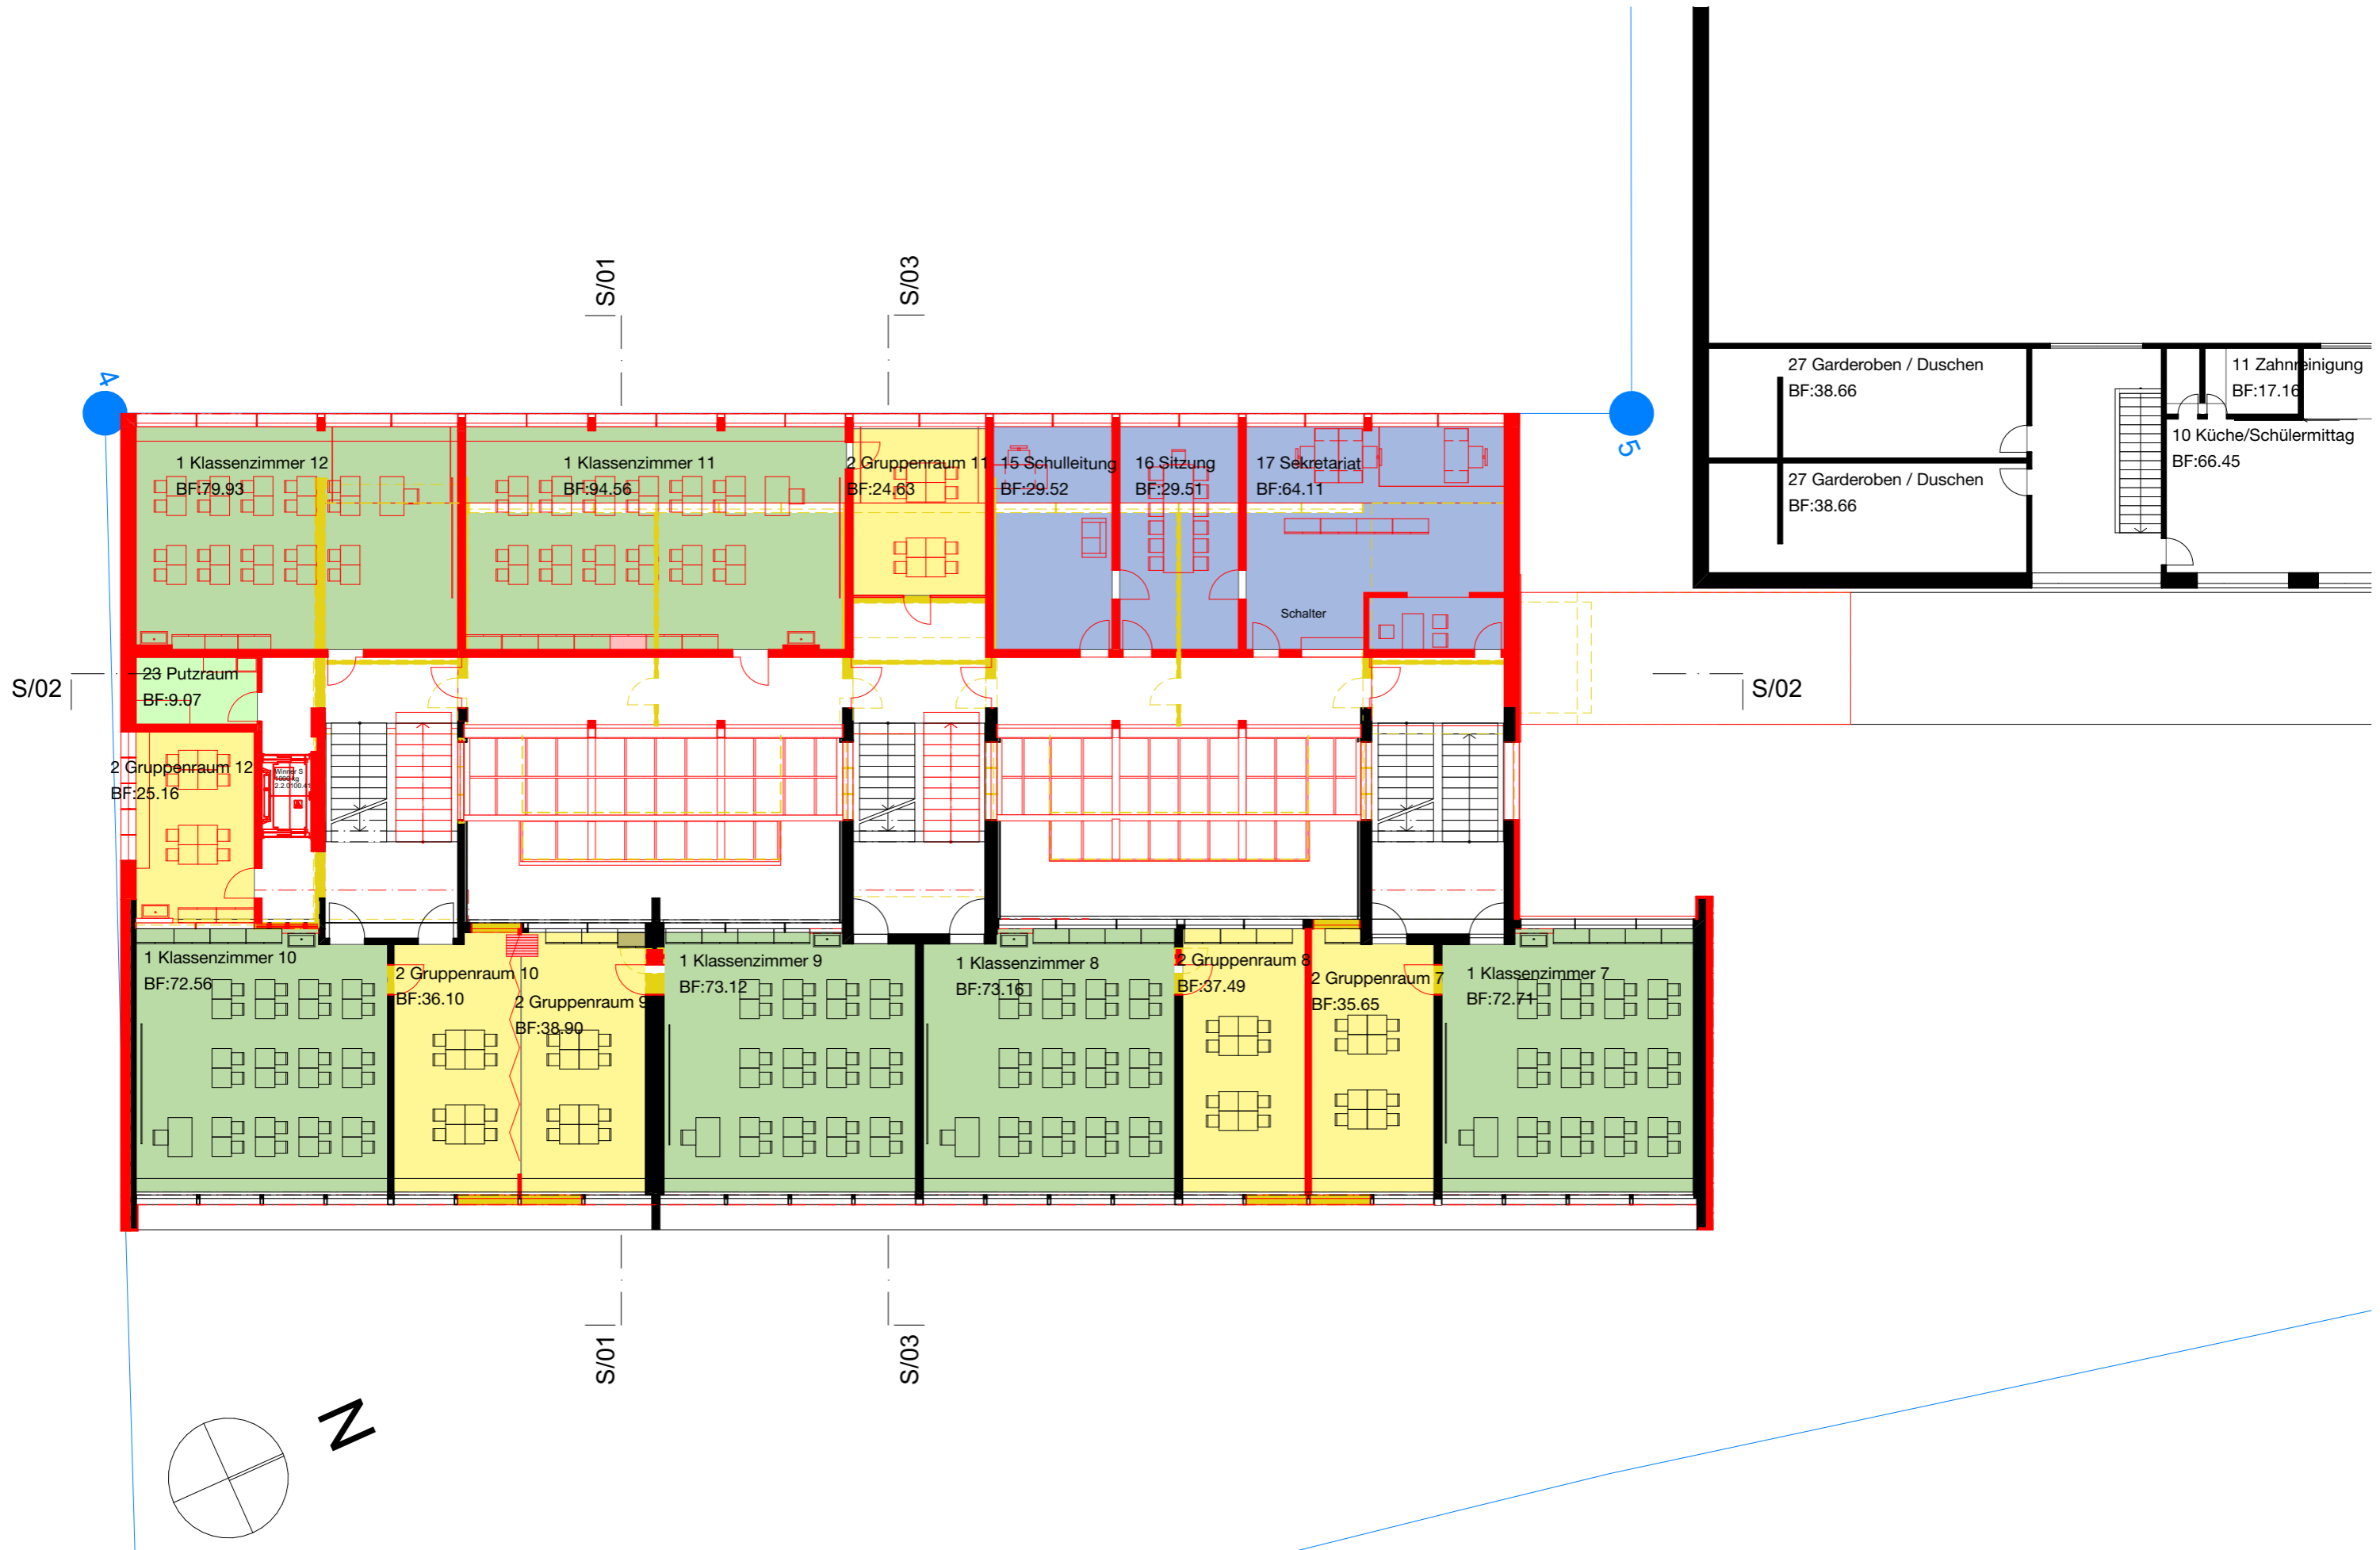 S/01
S/03
4
5
27 Garderoben / Duschen
BF:38.66
11 Zahnreinigung
BF:17.16
10 Küche/Schülermittag
BF:66.45
27 Garderoben / Duschen
BF:38.66
1 Klassenzimmer 12
BF:79.93
1 Klassenzimmer 11
BF:94.56
2 Gruppenraum 11
BF:24.63
15 Schulleitung
BF:29.52
16 Sitzung
BF:29.51
17 Sekretariat
BF:64.11
Schalter
S/02
23 Putzraum
BF:9.07
S/02
2 Gruppenraum 12
BF:25.16
Winner S
1 Klassenzimmer 10
BF:72.56
2 Gruppenraum 10
BF:36.10
2 Gruppenraum 9
BF:38.90
1 Klassenzimmer 9
BF:73.12
1 Klassenzimmer 8
BF:73.16
2 Gruppenraum 8
BF:37.49
2 Gruppenraum 7
BF:35.65
1 Klassenzimmer 7
BF:72.71
S/01
S/03
N